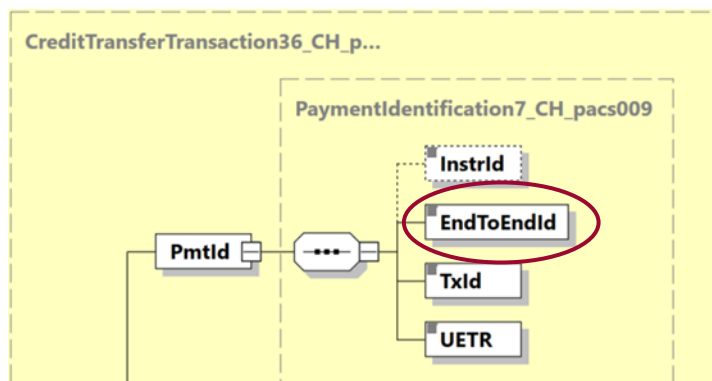 CreditTransferTransaction36_CH_p...
PaymentIdentification7_CH_pacs009
InstrId
EndToEndId
PmtId
TxId
UETR